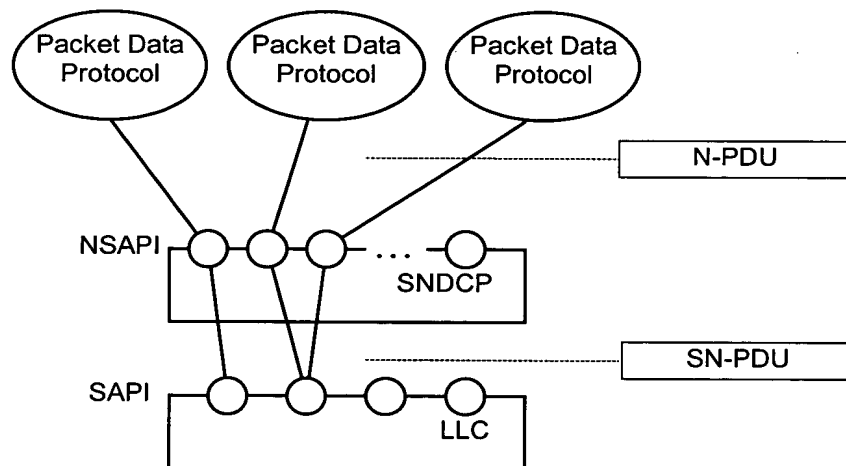 Packet Data
Protocol
Packet Data
Protocol
Packet Data
Protocol
N-PDU
NSAPI
...
SNDCP
SN-PDU
SAPI
LLC